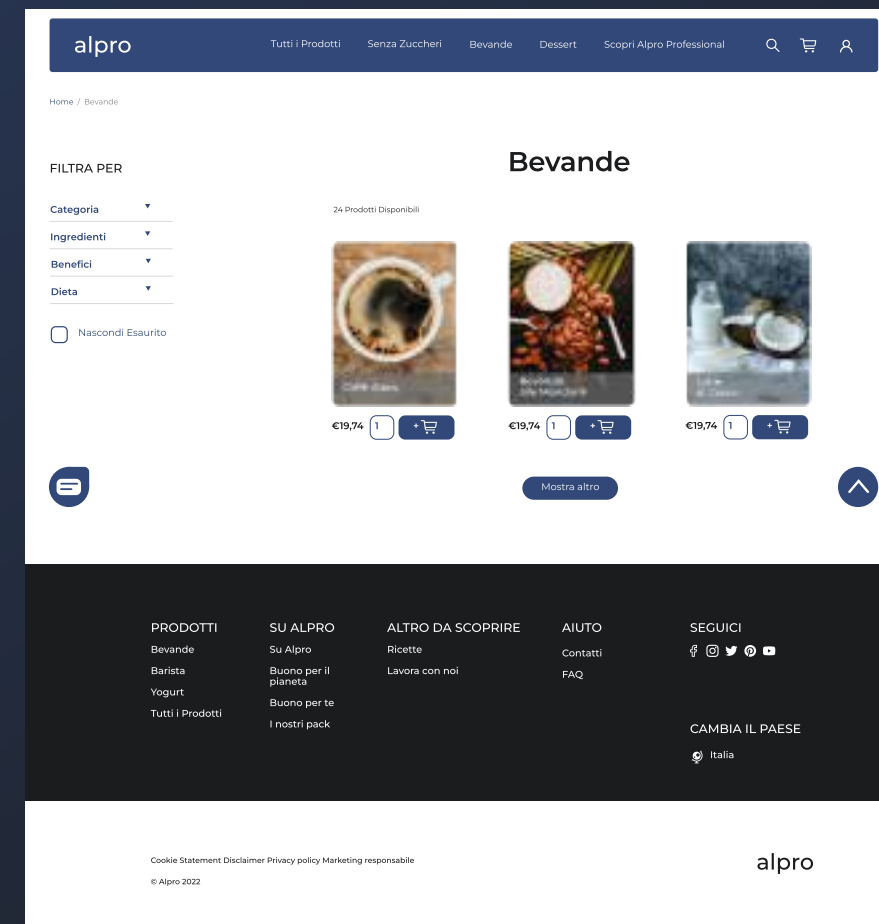 alpro
Tutti i Prodotti
Senza Zuccheri
Bevande
Dessert
Scopri Alpro Professional
Home / Bevande
Bevande
FILTRA PER
24 Prodotti Disponibili
Categoria
Ingredienti
Benefici
Dieta
Nascondi Esaurito
€19,74 1 +
€19,74 1 +
€19,74 1 +
Mostra altro
PRODOTTI
Bevande
Barista
Yogurt
Tutti i Prodotti
SU ALPRO
Su Alpro
Buono per il
pianeta
Buono per te
I nostri pack
ALTRO DA SCOPRIRE
Ricette
Lavora con noi
AIUTO
Contatti
FAQ
SEGUICI
CAMBIA IL PAESE
Italia
Cookie Statement Disclaimer Privacy policy Marketing responsabile
© Alpro 2022
alpro